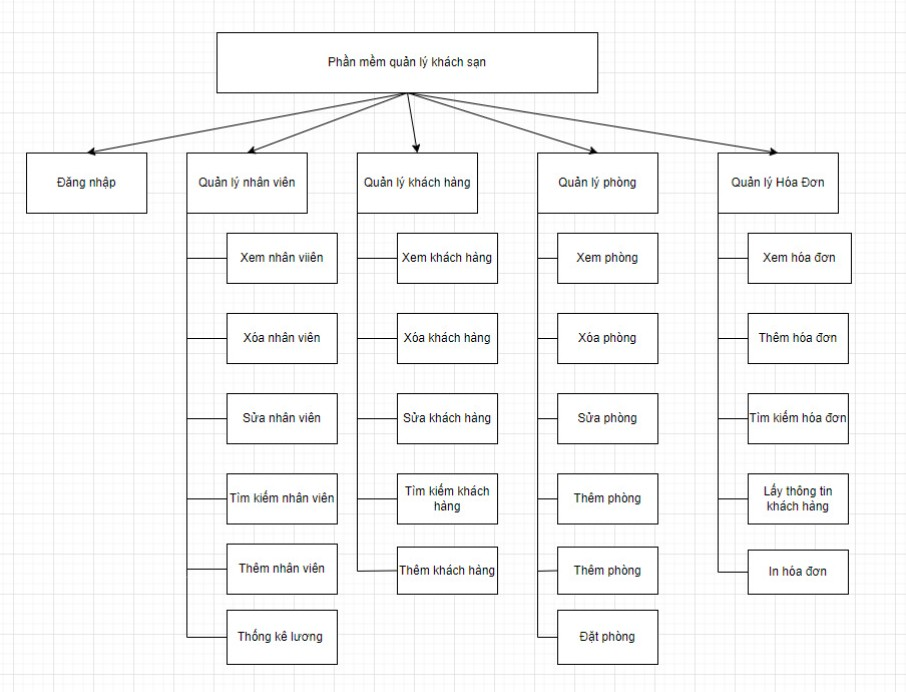 Phần mềm quản lý khách sạn
Đăng nhập
Quản lý nhân viên
Quản lý khách hàng
Quản lý phòng
Quản lý Hóa Đơn
Xem nhân viiên
Xóa nhân viên
Sửa nhân viên
Tìm kiếm nhân viên
Thêm nhân viên
Thống kê lương
Xem khách hàng
Xóa khách hàng
Sửa khách hàng
Tìm kiếm khách
hàng
Thêm khách hàng
Xem phòng
Xóa phòng
Sửa phòng
Thêm phòng
Thêm phòng
Đặt phòng
Xem hóa đơn
Thêm hóa đơn
Tìm kiếm hóa đơn
Lấy thông tin
khách hàng
In hóa đơn